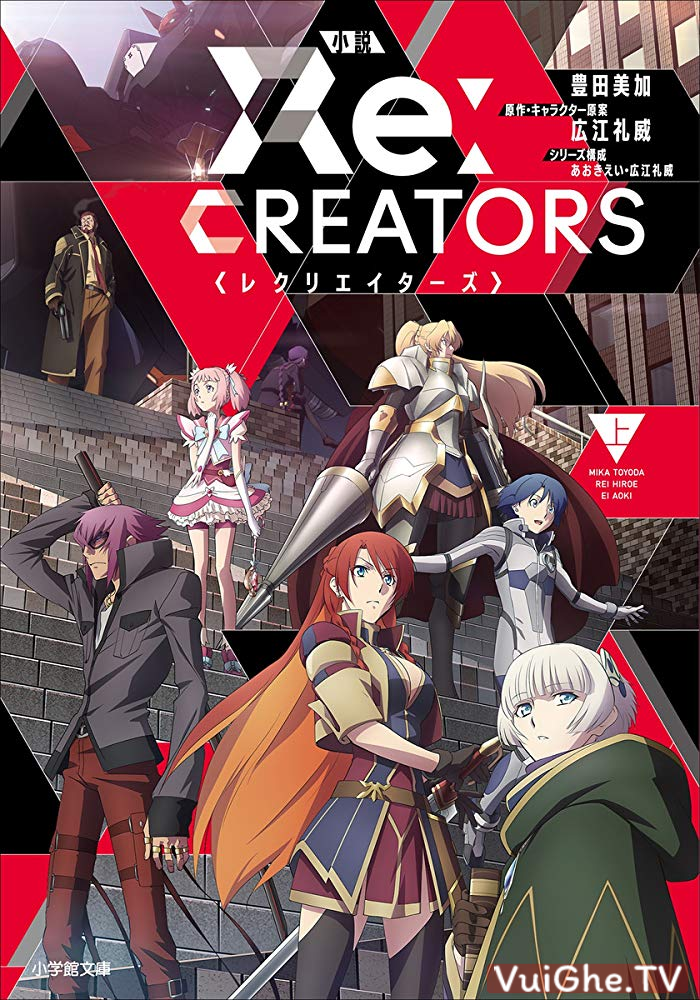 小説
Re:
CREATORS
《レクリエイターズ》
豊田美加
原作・キャラクター原案
広江礼威
シリーズ構成
あおきえい・広江礼威
上
MIKA TOYODA
REI HIROE
EI AOKI
小学館文庫
VuiGhe.TV